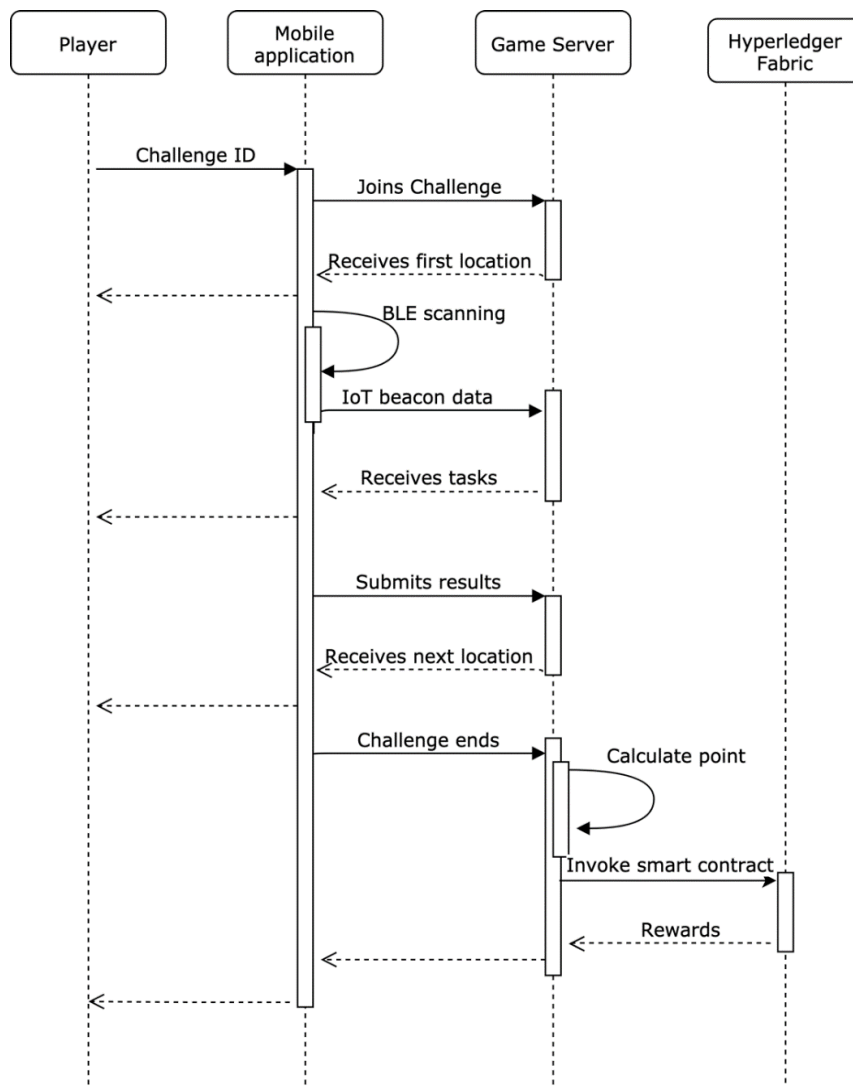 Player
Mobile
application
Game Server
Hyperledger
Fabric
Challenge ID
Joins Challenge
Receives first location
BLE scanning
IoT beacon data
Receives tasks
Submits results
Receives next location
Challenge ends
Calculate point
Invoke smart contract
Rewards